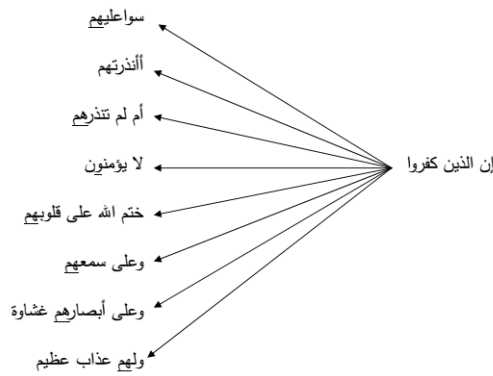 إن الذين كفروا
سواعليهم
أأنذرتهم
أم لم تنذرهم
لا يؤمنون
ختم الله على قلوبهم
وعلى سمعهم
وعلى أبصارهم غشاوة
ولهم عذاب عظيم